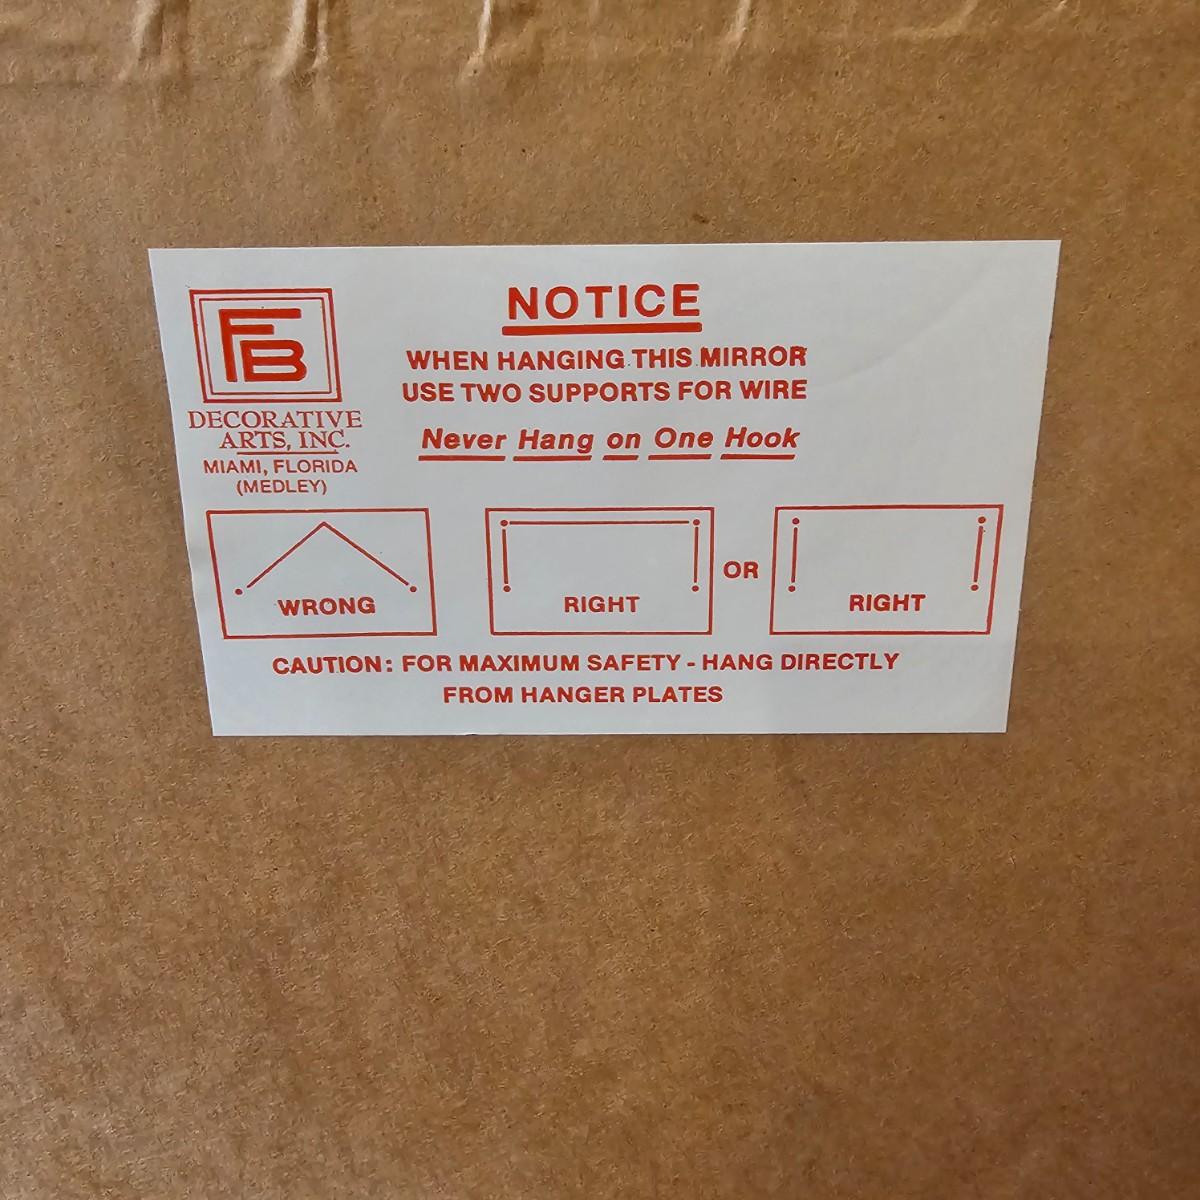 FB
DECORATIVE
ARTS, INC.
MIAMI, FLORIDA
(MEDLEY)
NOTICE
WHEN HANGING THIS MIRROR
USE TWO SUPPORTS FOR WIRE
Never Hang on One Hook
WRONG
RIGHT
OR
RIGHT
CAUTION: FOR MAXIMUM SAFETY - HANG DIRECTLY
FROM HANGER PLATES